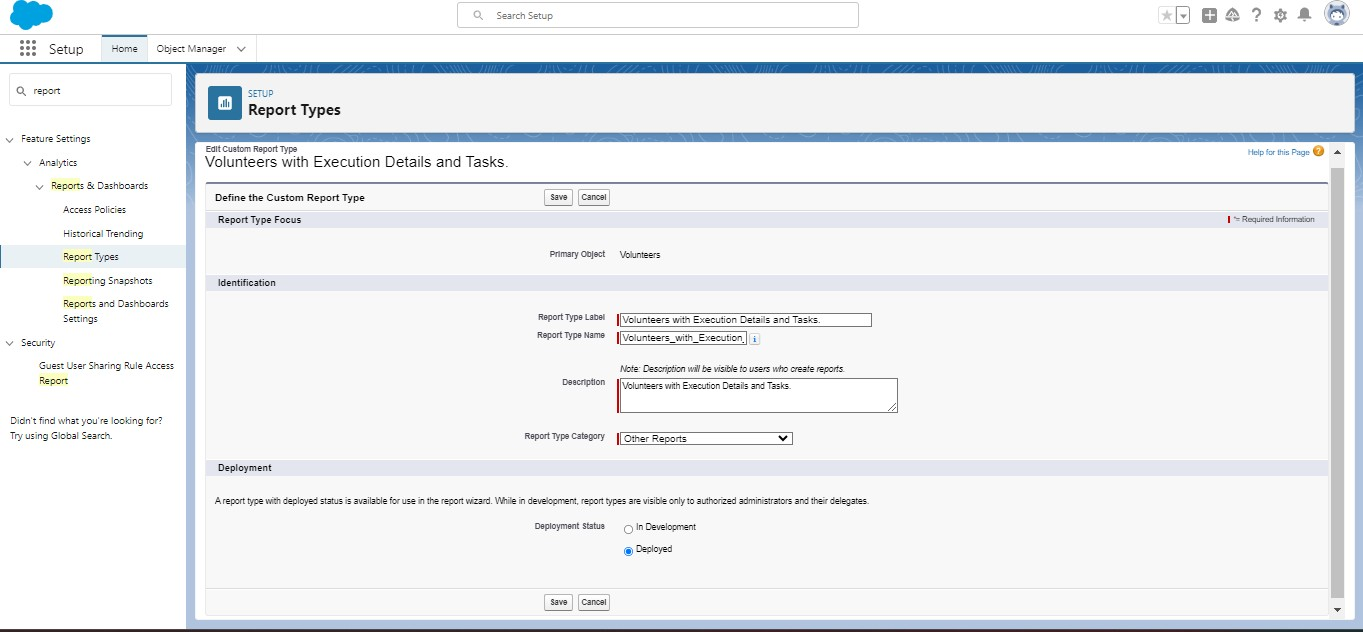 Search Setup
Setup
Home
Object Manager
report
Feature Settings
Analytics
Reports & Dashboards
Access Policies
Historical Trending
Report Types
Reporting Snapshots
Reports and Dashboards
Settings
Security
Guest User Sharing Rule Access
Report
Didn't find what you're looking for?
Try using Global Search.
SETUP
Report Types
Edit Custom Report Type
Volunteers with Execution Details and Tasks.
Help for this Page ?
Define the Custom Report Type
Save Cancel
Report Type Focus
= Required Information
Primary Object Volunteers
Identification
Report Type Label Volunteers with Execution Details and Tasks.
Report Type Name Volunteers_with_Execution_ i
Note: Description will be visible to users who create reports.
Description Volunteers with Execution Details and Tasks.
Report Type Category Other Reports
Deployment
A report type with deployed status is available for use in the report wizard. While in development, report types are visible only to authorized administrators and their delegates.
Deployment Status In Development
Deployed
Save Cancel